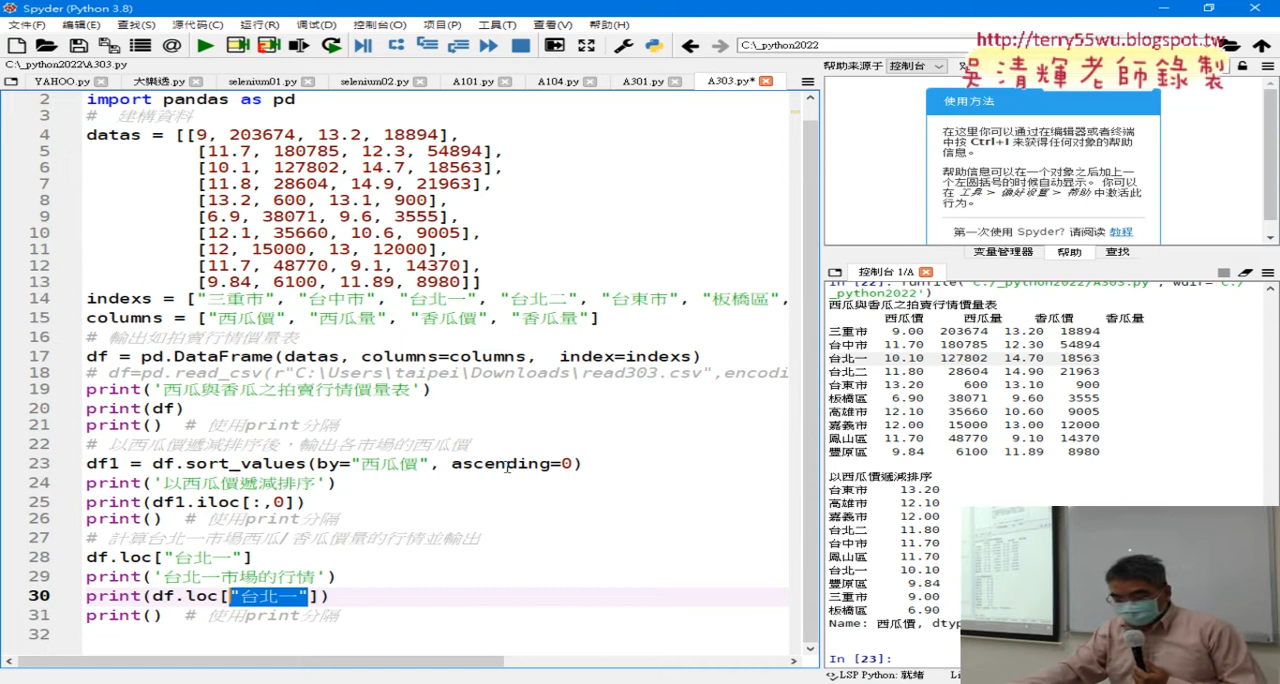 Spyder (Python 3.8)
文件(F) 编辑(E) 查找(S) 源代码(C) 运行(R) 调试(D) 控制台(O) 项目(P) 工具(T) 查看(V) 帮助(H)
C:\_python2022
http://terry55wu.blogspot.tw
吳清輝老師錄製
C:\_python2022\A303.py
帮助 来源于 控制台
YAHOO.py 大樂透.py selenium01.py selenium02.py A101.py A104.py A301.py A303.py*
2 import pandas as pd
3 # 建構資料
4 datas = [[9, 203674, 13.2, 18894],
5 [11.7, 180785, 12.3, 54894],
6 [10.1, 127802, 14.7, 18563],
7 [11.8, 28604, 14.9, 21963],
8 [13.2, 600, 13.1, 900],
9 [6.9, 38071, 9.6, 3555],
10 [12.1, 35660, 10.6, 9005],
11 [12, 15000, 13, 12000],
12 [11.7, 48770, 9.1, 14370],
13 [9.84, 6100, 11.89, 8980]]
14 indexs = ["三重市", "台中市", "台北一", "台北二", "台東市", "板橋區",
15 columns = ["西瓜價", "西瓜量", "香瓜價", "香瓜量"]
16 # 輸出如拍賣行情價量表
17 df = pd.DataFrame(datas, columns=columns, index=indexs)
18 # df=pd.read_csv(r"C:\Users\taipei\Downloads\read303.csv",encodi
19 print('西瓜與香瓜之拍賣行情價量表')
20 print(df)
21 print() # 使用print分隔
22 # 以西瓜價遞減排序後，輸出各市場的西瓜價
23 df1 = df.sort_values(by="西瓜價", ascending=0)
24 print('以西瓜價遞減排序')
25 print(df1.iloc[:,0])
26 print() # 使用print分隔
27 # 計算台北一市場西瓜/香瓜價量的行情並輸出
28 df.loc["台北一"]
29 print('台北一市場的行情')
30 print(df.loc["台北一"])
31 print() # 使用print分隔
32
使用方法
在这里你可以通过在编辑器或者终端
中按 Ctrl+I 来获得任何对象的帮助
信息。
帮助信息可以在一个对象之后加上一
个左圆括号的时候自动显示。 你可以
在 工具 > 偏好设置 > 帮助 中激活此
行为。
第一次使用 Spyder? 请阅读 教程
变量管理器 帮助 查找
控制台 1/A
In [22]: runfile('C:/_python2022/A303.py', wdir='C:/
_python2022')
西瓜與香瓜之拍賣行情價量表
西瓜價 西瓜量 香瓜價 香瓜量
三重市 9.00 203674 13.20 18894
台中市 11.70 180785 12.30 54894
台北一 10.10 127802 14.70 18563
台北二 11.80 28604 14.90 21963
台東市 13.20 600 13.10 900
板橋區 6.90 38071 9.60 3555
高雄市 12.10 35660 10.60 9005
嘉義市 12.00 15000 13.00 12000
鳳山區 11.70 48770 9.10 14370
豐原區 9.84 6100 11.89 8980
以西瓜價遞減排序
台東市 13.20
高雄市 12.10
嘉義市 12.00
台北二 11.80
台中市 11.70
鳳山區 11.70
台北一 10.10
豐原區 9.84
三重市 9.00
板橋區 6.90
Name: 西瓜價, dtyp
In [23]:
LSP Python: 就绪